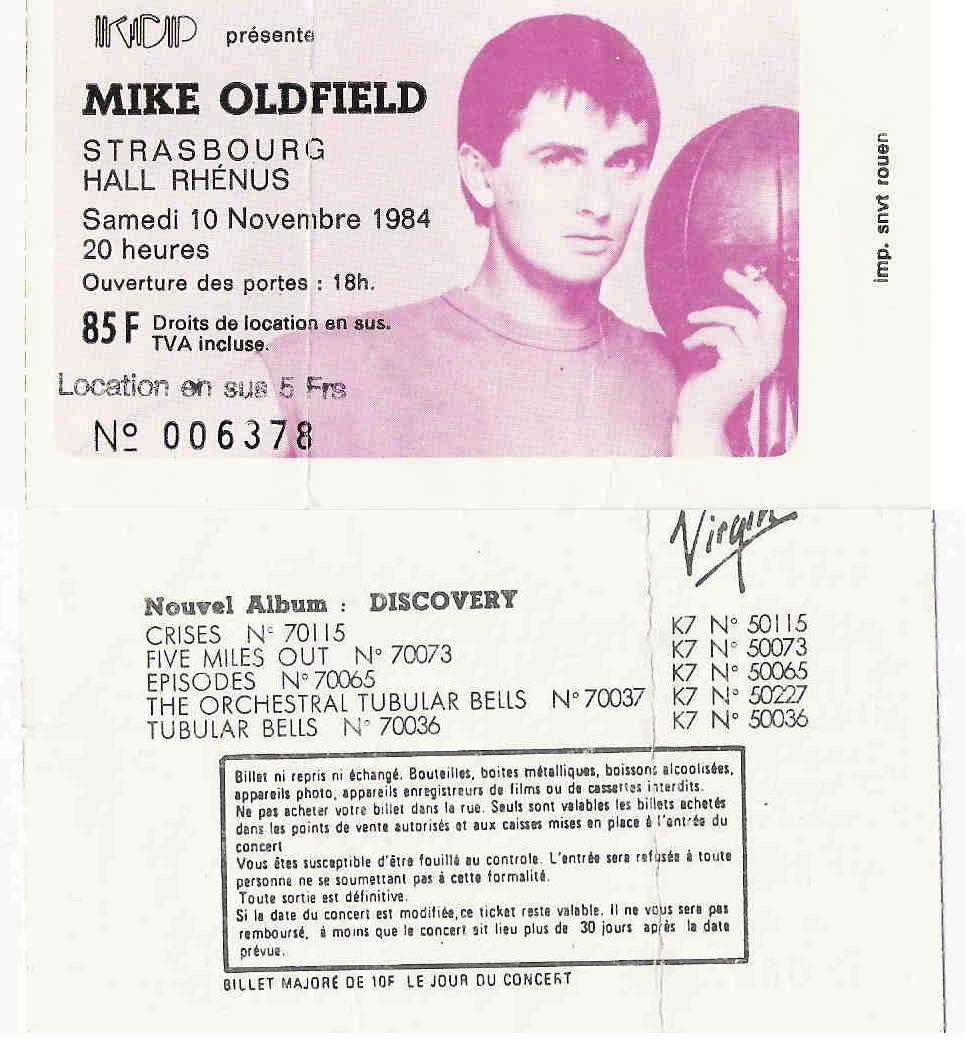 KCP présente
MIKE OLDFIELD
STRASBOURG
HALL RHÉNUS
Samedi 10 Novembre 1984
20 heures
Ouverture des portes : 18h.
85 F Droits de location en sus.
TVA incluse.
Location en sus 5 Frs
Nº 006378
imp. snvt rouen
Virgin
Nouvel Album : DISCOVERY
CRISES N° 70115 K7 N° 50115
FIVE MILES OUT N° 70073 K7 N° 50073
EPISODES N° 70065 K7 N° 50065
THE ORCHESTRAL TUBULAR BELLS N° 70037 K7 N° 50227
TUBULAR BELLS N° 70036 K7 N° 50036
Billet ni repris ni échangé. Bouteilles, boites métalliques, boissons alcoolisées,
appareils photo, appareils enregistreurs de films ou de cassettes interdits.
Ne pas acheter votre billet dans la rue. Seuls sont valables les billets achetés
dans les points de vente autorisés et aux caisses mises en place à l'entrée du
concert
Vous êtes susceptible d'être fouillé au controle. L'entrée sera refusée à toute
personne ne se soumettant pas à cette formalité.
Toute sortie est définitive.
Si la date du concert est modifiée, ce ticket reste valable. Il ne vous sera pas
remboursé, à moins que le concert ait lieu plus de 30 jours après la date
prévue.
BILLET MAJORÉ DE 10F LE JOUR DU CONCERT